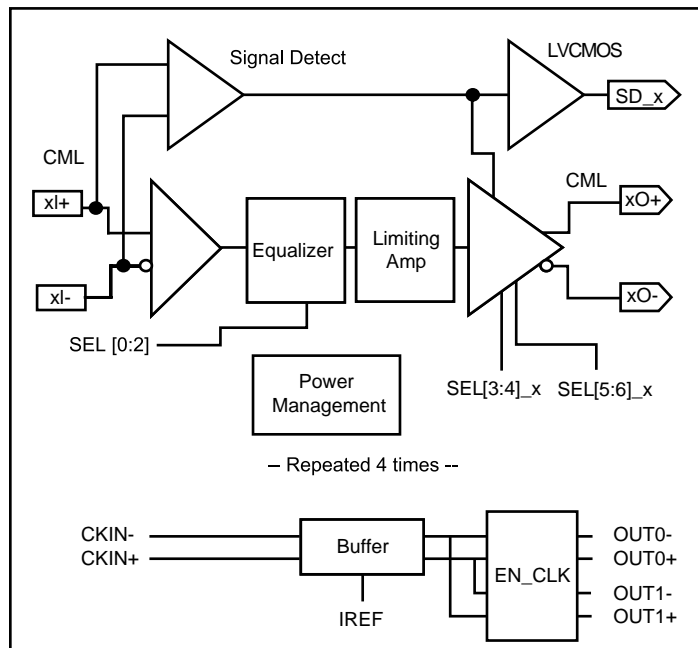 Signal Detect
LVCMOS
SD_x
CML
xI+
CML
xO+
Equalizer
Limiting
Amp
xI-
xO-
SEL [0:2]
SEL[3:4]_x
SEL[5:6]_x
Power
Management
– Repeated 4 times --
CKIN-
CKIN+
Buffer
IREF
EN_CLK
OUT0-
OUT0+
OUT1-
OUT1+